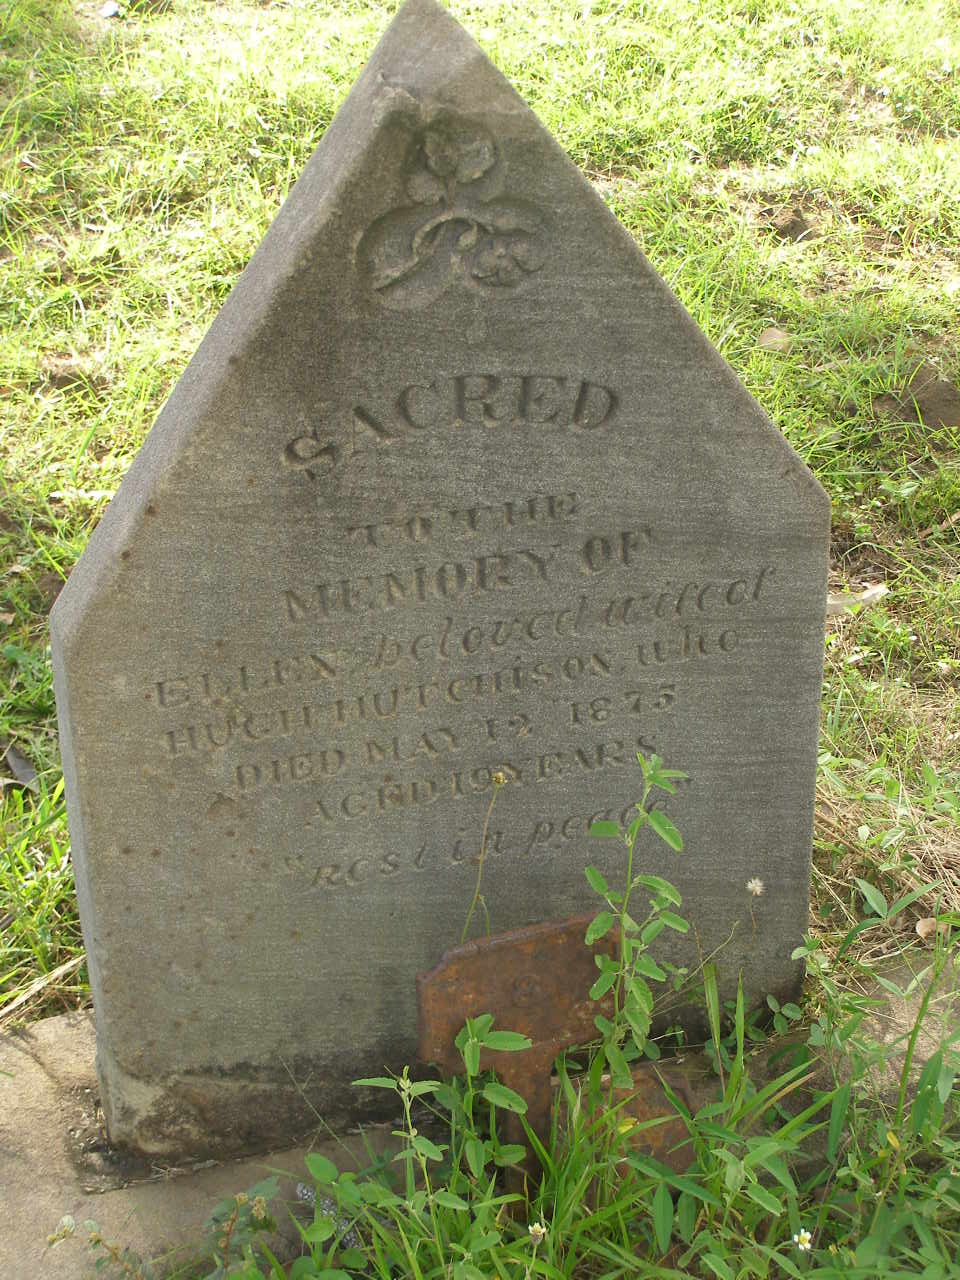 SACRED
TO THE
MEMORY OF
ELLEN beloved wife of
HUGH HUTCHISON, who
DIED MAY 12 1875
AGED 19 YEARS
"Rest in peace"